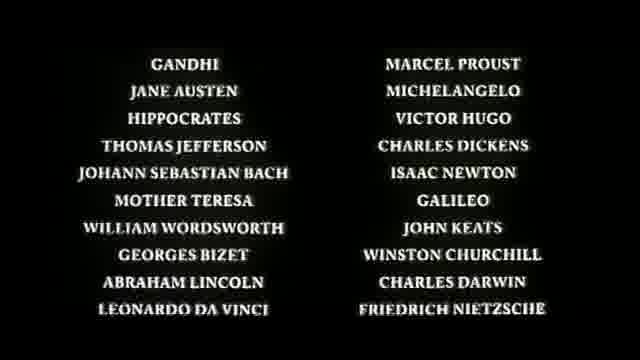 GANDHI
JANE AUSTEN
HIPPOCRATES
THOMAS JEFFERSON
JOHANN SEBASTIAN BACH
MOTHER TERESA
WILLIAM WORDSWORTH
GEORGES BIZET
ABRAHAM LINCOLN
LEONARDO DA VINCI
MARCEL PROUST
MICHELANGELO
VICTOR HUGO
CHARLES DICKENS
ISAAC NEWTON
GALILEO
JOHN KEATS
WINSTON CHURCHILL
CHARLES DARWIN
FRIEDRICH NIETZSCHE